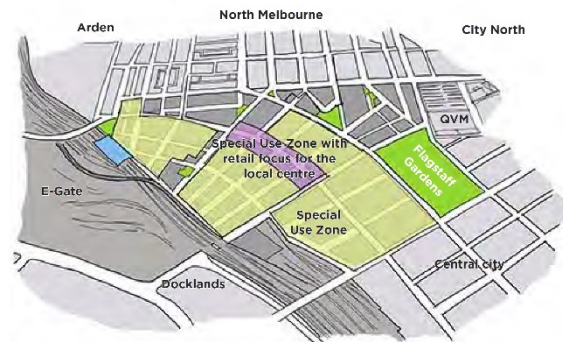 North Melbourne
Arden
City North
QVM
Special Use Zone with
retail focus for the
local centre
Flagstaff
Gardens
E-Gate
Special
Use Zone
Central city
Docklands